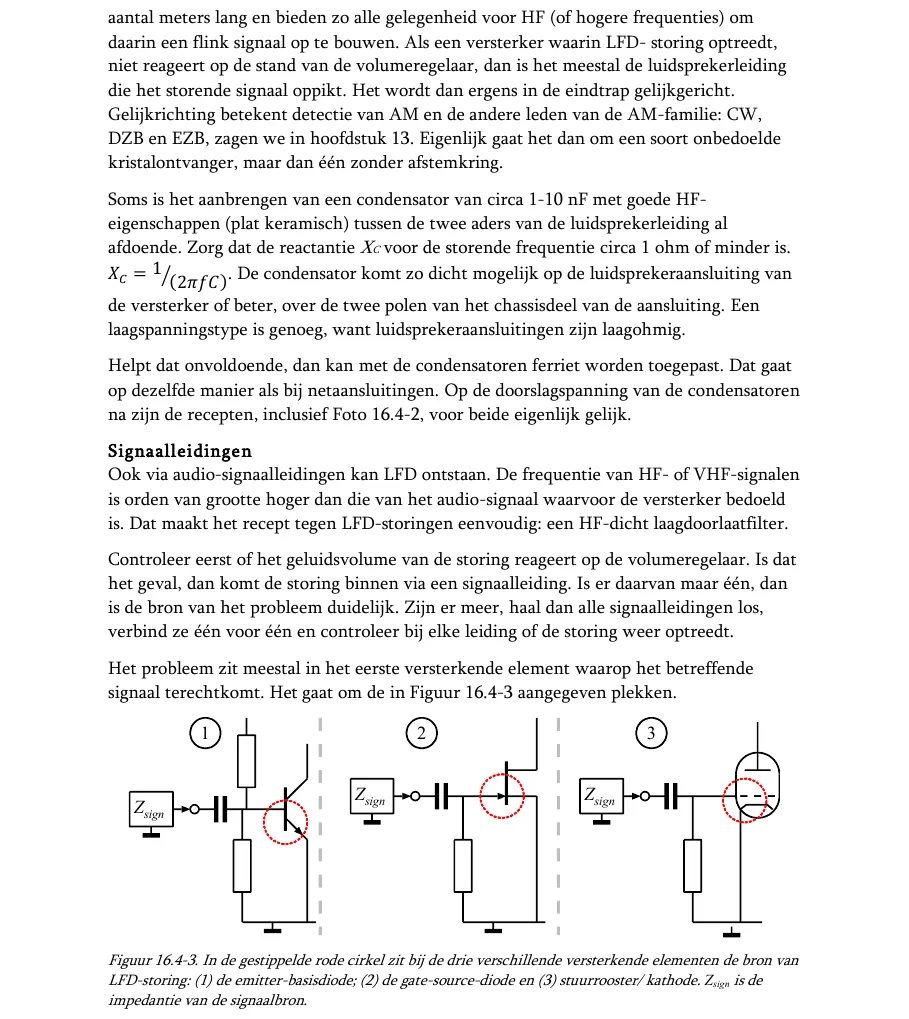 aantal meters lang en bieden zo alle gelegenheid voor HF (of hogere frequenties) om
daarin een flink signaal op te bouwen. Als een versterker waarin LFD- storing optreedt,
niet reageert op de stand van de volumeregelaar, dan is het meestal de luidsprekerleiding
die het storende signaal oppikt. Het wordt dan ergens in de eindtrap gelijkgericht.
Gelijkrichting betekent detectie van AM en de andere leden van de AM-familie: CW,
DZB en EZB, zagen we in hoofdstuk 13. Eigenlijk gaat het dan om een soort onbedoelde
kristalontvanger, maar dan één zonder afstemkring.
Soms is het aanbrengen van een condensator van circa 1-10 nF met goede HF-
eigenschappen (plat keramisch) tussen de twee aders van de luidsprekerleiding al
afdoende. Zorg dat de reactantie XC voor de storende frequentie circa 1 ohm of minder is.
XC = 1/(2πfC). De condensator komt zo dicht mogelijk op de luidsprekeraansluiting van
de versterker of beter, over de twee polen van het chassisdeel van de aansluiting. Een
laagspanningstype is genoeg, want luidsprekeraansluitingen zijn laagohmig.
Helpt dat onvoldoende, dan kan met de condensatoren ferriet worden toegepast. Dat gaat
op dezelfde manier als bij netaansluitingen. Op de doorslagspanning van de condensatoren
na zijn de recepten, inclusief Foto 16.4-2, voor beide eigenlijk gelijk.
Signaalleidingen
Ook via audio-signaalleidingen kan LFD ontstaan. De frequentie van HF- of VHF-signalen
is orden van grootte hoger dan die van het audio-signaal waarvoor de versterker bedoeld
is. Dat maakt het recept tegen LFD-storingen eenvoudig: een HF-dicht laagdoorlaatfilter.
Controleer eerst of het geluidsvolume van de storing reageert op de volumeregelaar. Is dat
het geval, dan komt de storing binnen via een signaalleiding. Is er daarvan maar één, dan
is de bron van het probleem duidelijk. Zijn er meer, haal dan alle signaalleidingen los,
verbind ze één voor één en controleer bij elke leiding of de storing weer optreedt.
Het probleem zit meestal in het eerste versterkende element waarop het betreffende
signaal terechtkomt. Het gaat om de in Figuur 16.4-3 aangegeven plekken.
1 2 3
Zsign Zsign Zsign
Figuur 16.4-3. In de gestippelde rode cirkel zit bij de drie verschillende versterkende elementen de bron van
LFD-storing: (1) de emitter-basisdiode; (2) de gate-source-diode en (3) stuurrooster/ kathode. Zsign is de
impedantie van de signaalbron.